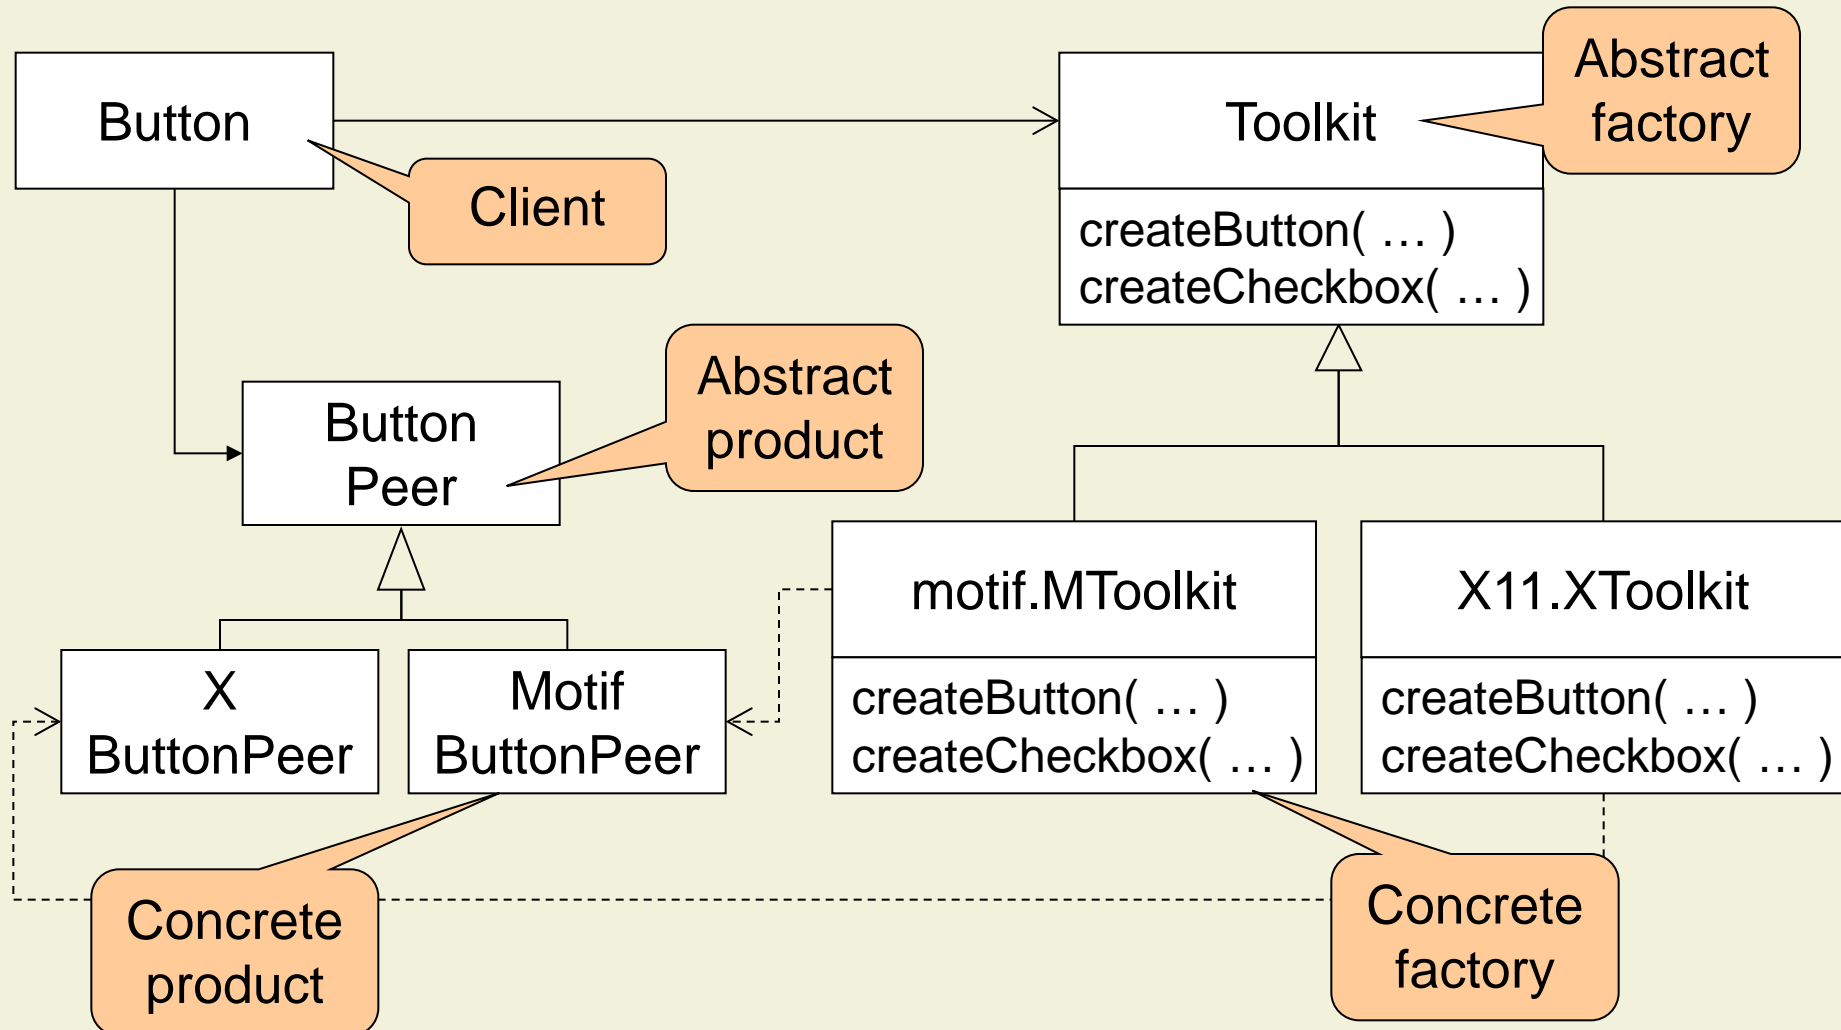 Button
Client
Toolkit
Abstract
factory
createButton( … )
createCheckbox( … )
Button
Peer
Abstract
product
X
ButtonPeer
Motif
ButtonPeer
motif.MToolkit
createButton( … )
createCheckbox( … )
X11.XToolkit
createButton( … )
createCheckbox( … )
Concrete
product
Concrete
factory